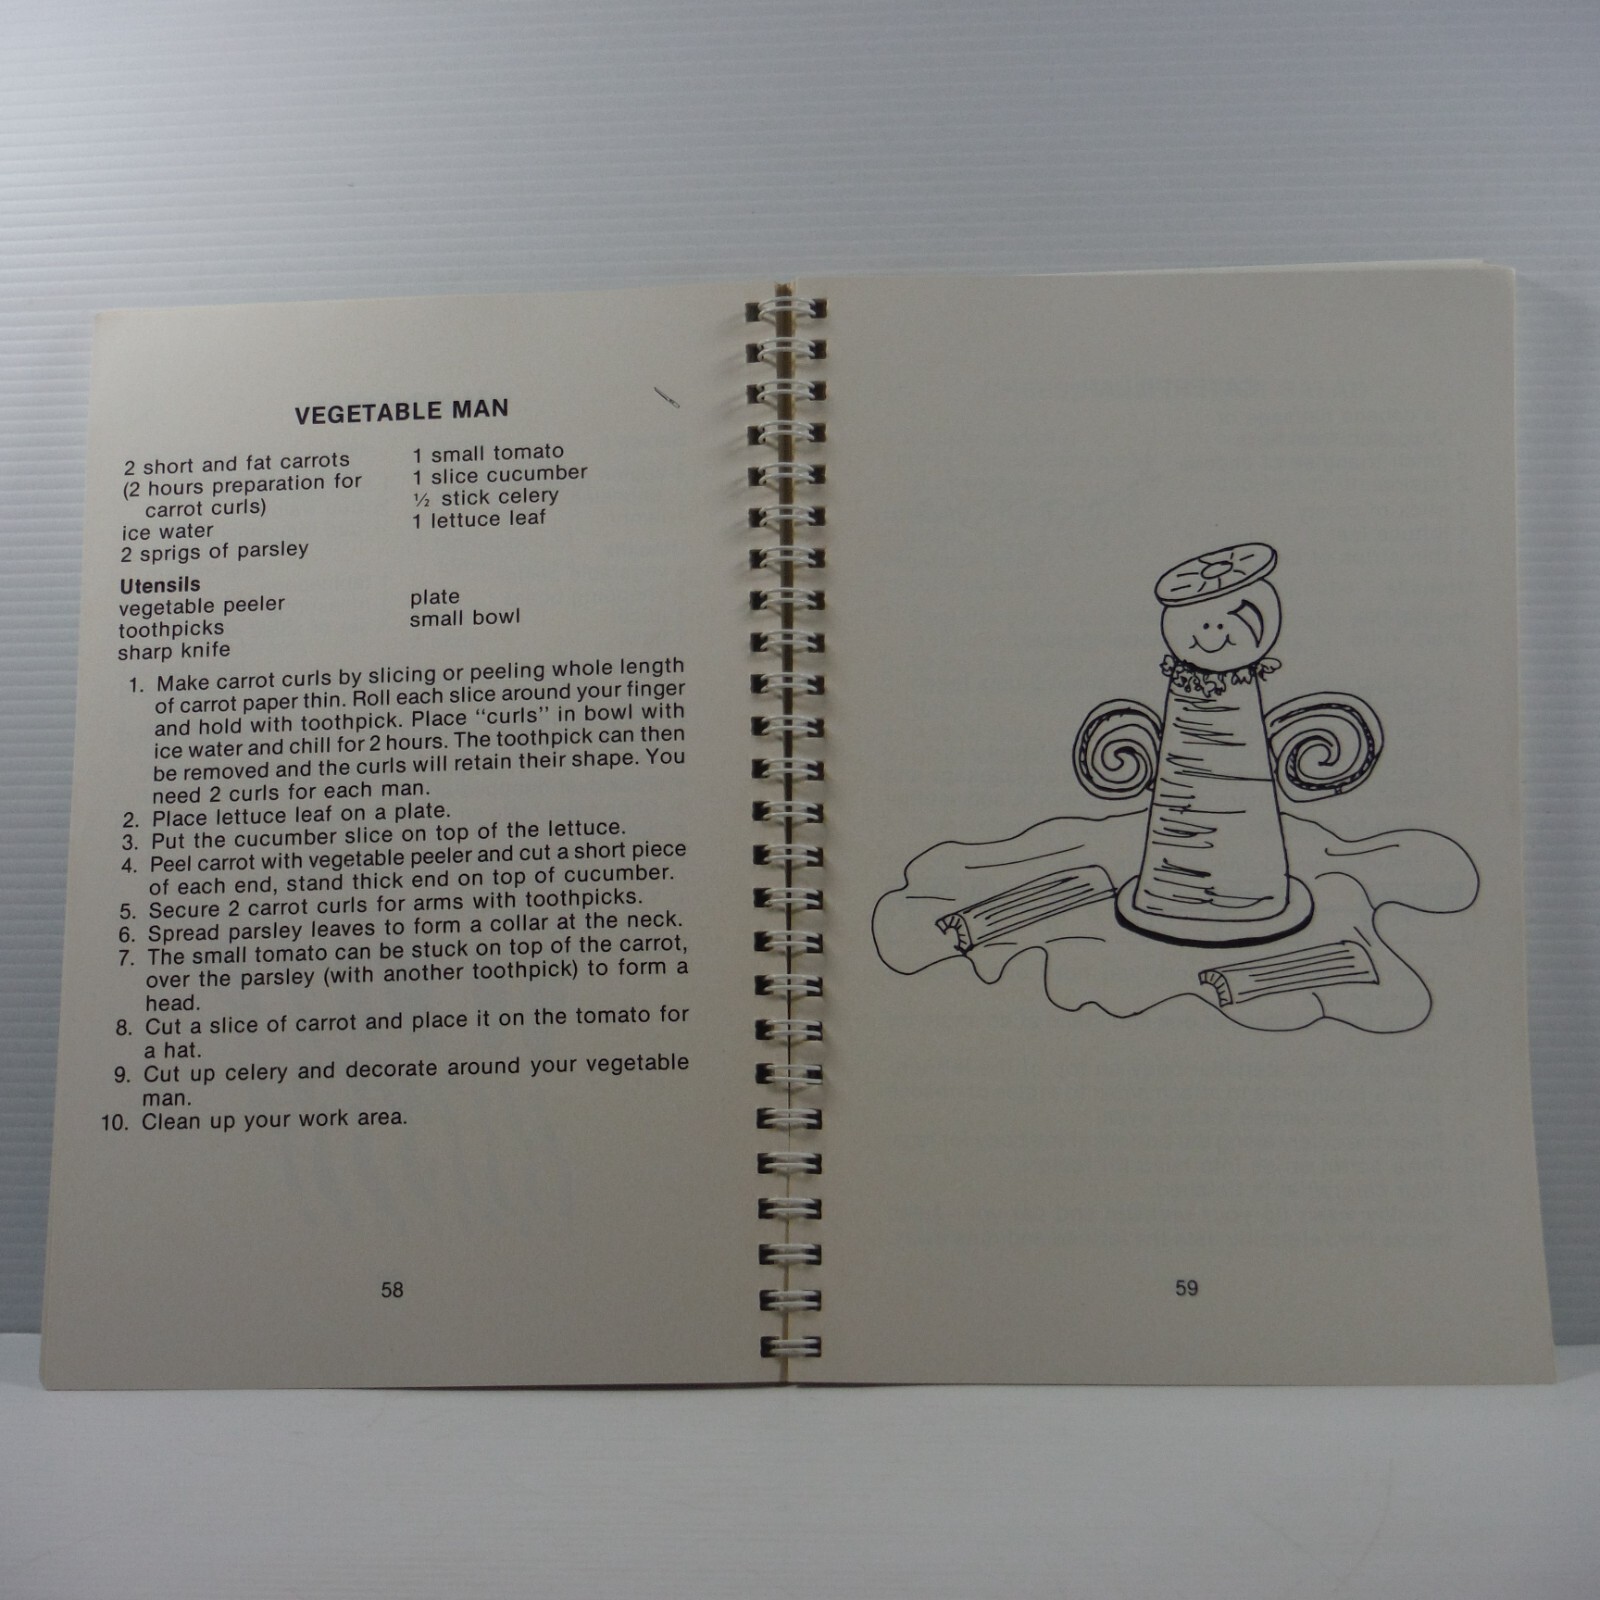 VEGETABLE MAN
2 short and fat carrots
(2 hours preparation for
carrot curls)
ice water
2 sprigs of parsley
1 small tomato
1 slice cucumber
½ stick celery
1 lettuce leaf
Utensils
vegetable peeler
toothpicks
sharp knife
plate
small bowl
1. Make carrot curls by slicing or peeling whole length
of carrot paper thin. Roll each slice around your finger
and hold with toothpick. Place “curls” in bowl with
ice water and chill for 2 hours. The toothpick can then
be removed and the curls will retain their shape. You
need 2 curls for each man.
2. Place lettuce leaf on a plate.
3. Put the cucumber slice on top of the lettuce.
4. Peel carrot with vegetable peeler and cut a short piece
of each end, stand thick end on top of cucumber.
5. Secure 2 carrot curls for arms with toothpicks.
6. Spread parsley leaves to form a collar at the neck.
7. The small tomato can be stuck on top of the carrot,
over the parsley (with another toothpick) to form a
head.
8. Cut a slice of carrot and place it on the tomato for
a hat.
9. Cut up celery and decorate around your vegetable
man.
10. Clean up your work area.
58
59